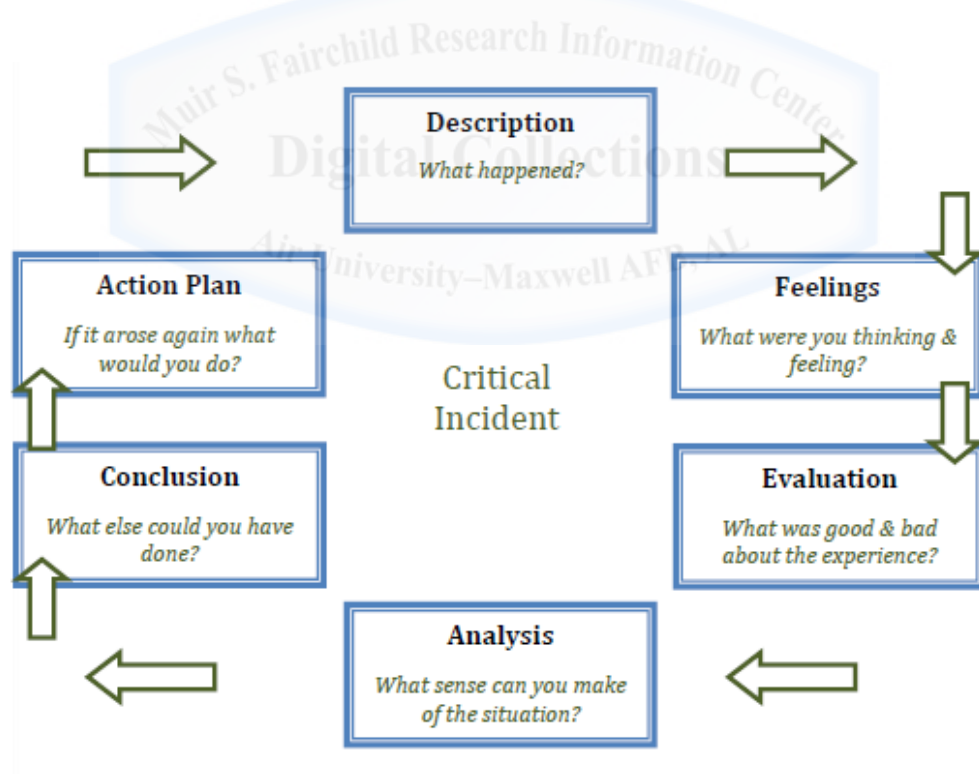 Muir S. Fairchild Research Information Center
Digital Collections
Air University–Maxwell AFB, AL
Description
What happened?
Action Plan
If it arose again what
would you do?
Feelings
What were you thinking &
feeling?
Critical
Incident
Conclusion
What else could you have
done?
Evaluation
What was good & bad
about the experience?
Analysis
What sense can you make
of the situation?